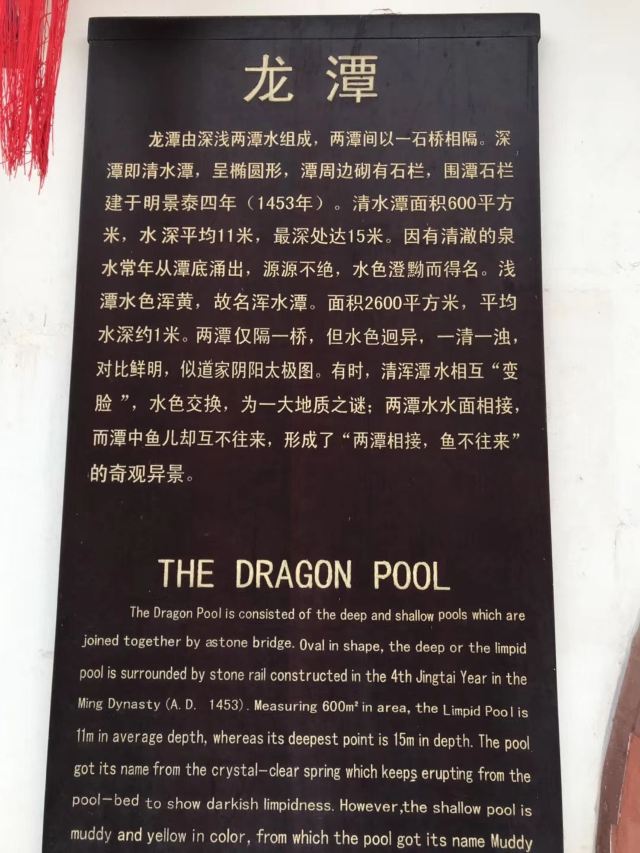 龙潭
龙潭由深浅两潭水组成，两潭间以一石桥相隔。深
潭即清水潭，呈椭圆形，潭周边砌有石栏，围潭石栏
建于明景泰四年（1453年）。清水潭面积600平方
米，水深平均11米，最深处达15米。因有清澈的泉
水常年从潭底涌出，源源不绝，水色澄黝而得名。浅
潭水色浑黄，故名浑水潭。面积2600平方米，平均
水深约1米。两潭仅隔一桥，但水色迥异，一清一浊，
对比鲜明，似道家阴阳太极图。有时，清浑潭水相互“变
脸”，水色交换，为一大地质之谜；两潭水水面相接，
而潭中鱼儿却互不往来，形成了“两潭相接，鱼不往来”
的奇观异景。
THE DRAGON POOL
The Dragon Pool is consisted of the deep and shallow pools which are
joined together by astone bridge. Oval in shape, the deep or the limpid
pool is surrounded by stone rail constructed in the 4th Jingtai Year in the
Ming Dynasty (A.D. 1453). Measuring 600m² in area, the Limpid Pool is
11m in average depth, whereas its deepest point is 15m in depth. The pool
got its name from the crystal-clear spring which keeps erupting from the
pool-bed to show darkish limpidness. However,the shallow pool is
muddy and yellow in color, from which the pool got its name Muddy